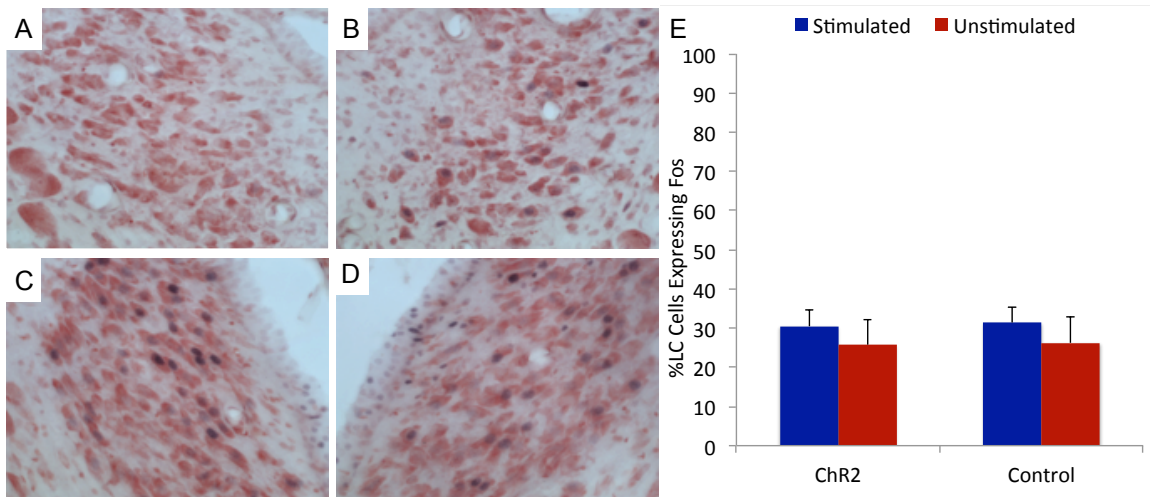 A
B
C
D
E
Stimulated
Unstimulated
%LC Cells Expressing Fos
100
90
80
70
60
50
40
30
20
10
0
ChR2
Control